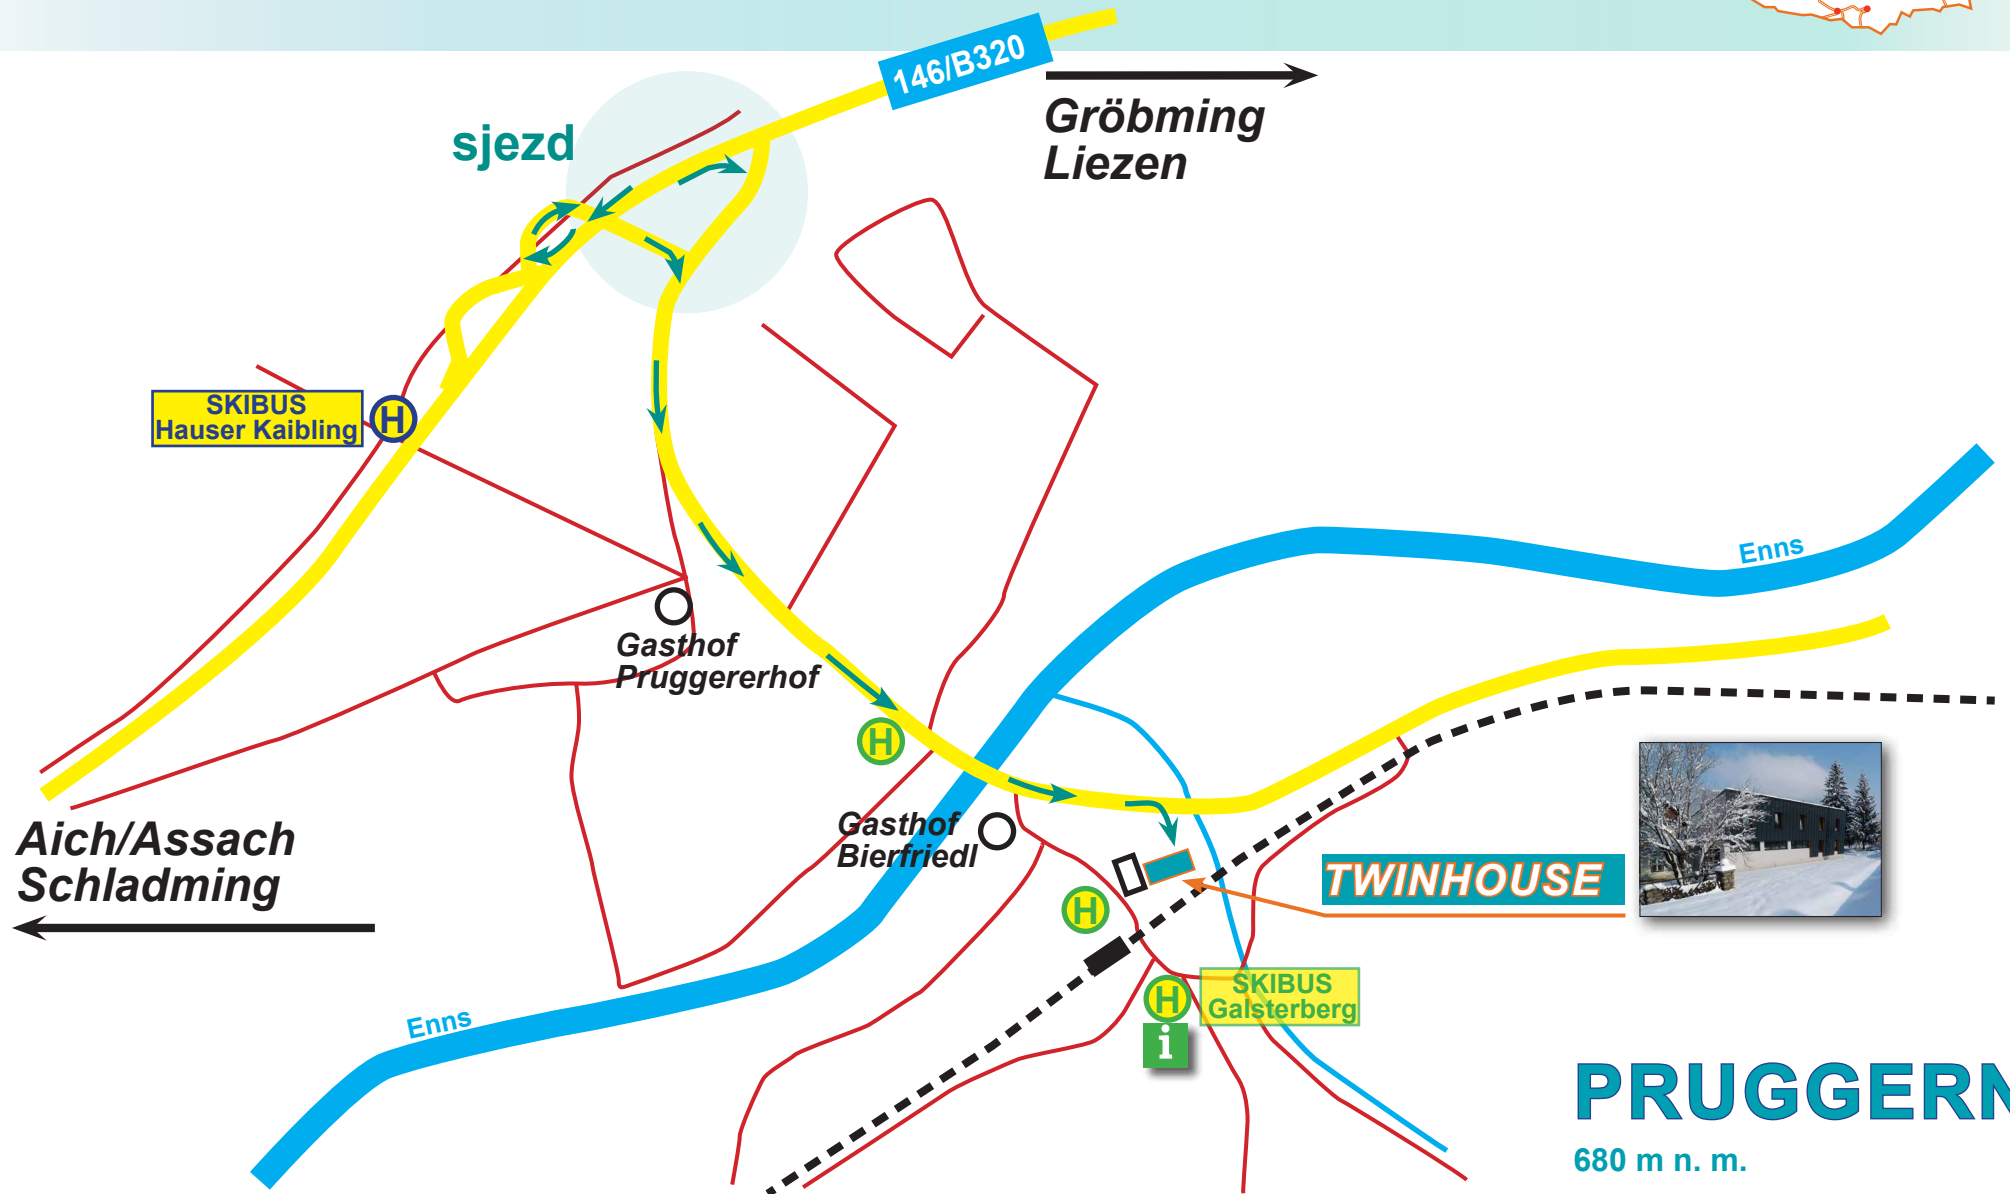 146/B320
Gröbming
Liezen
sjezd
SKIBUS
Hauser Kaibling
H
Enns
Gasthof
Pruggererhof
H
Aich/Assach
Schladming
Gasthof
Bierfriedl
TWINHOUSE
H
H
SKIBUS
Galsterberg
i
Enns
PRUGGERN
680 m n. m.